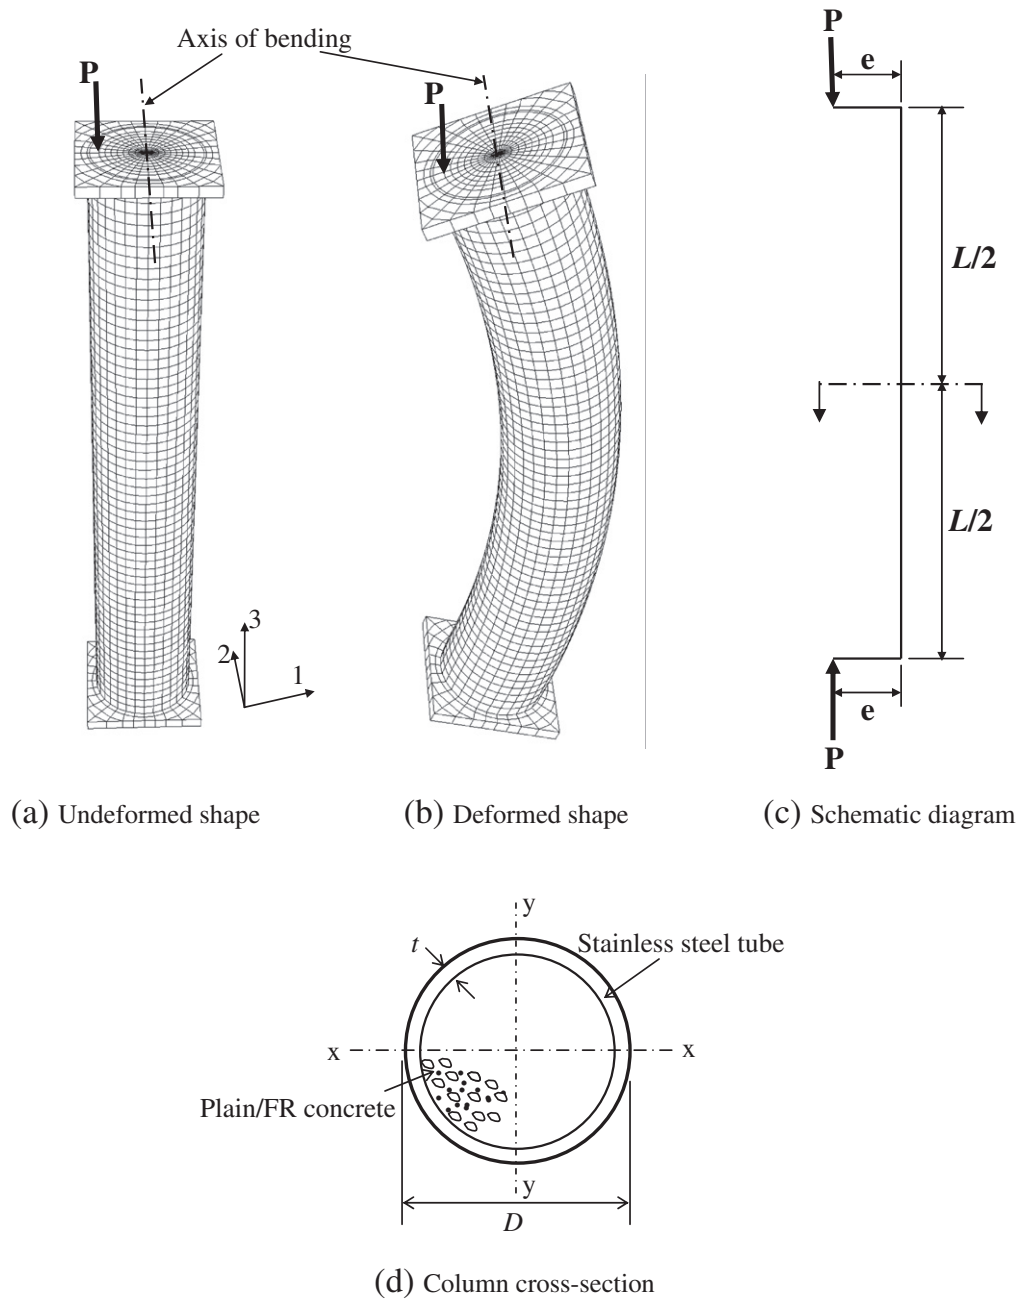 Axis of bending
P
P
P
e
L/2
L/2
3
2
1
e
P
(a) Undeformed shape
(b) Deformed shape
(c) Schematic diagram
y
t
Stainless steel tube
x
x
Plain/FR concrete
y
D
(d) Column cross-section